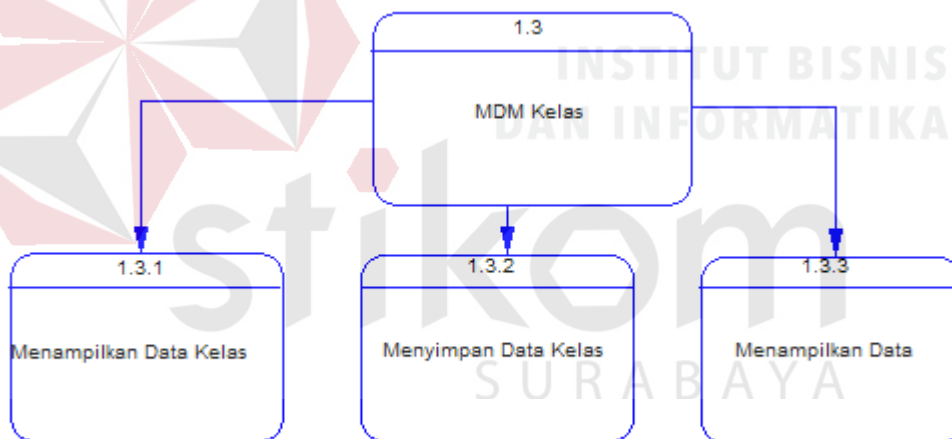 1.3
INSTITUT BISNIS
MDM Kelas
DAN INFORMATIKA
stikom
1.3.1
1.3.2
1.3.3
Menampilkan Data Kelas
Menyimpan Data Kelas
Menampilkan Data
SURABAYA